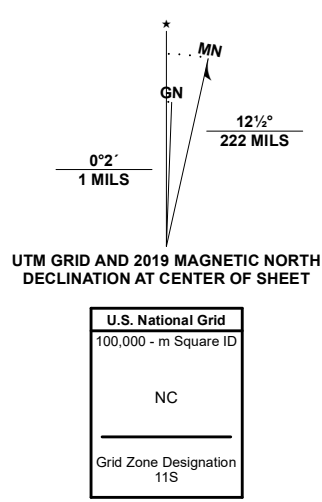 ★
MN
GN
12½°
222 MILS
0°2´
1 MILS
UTM GRID AND 2019 MAGNETIC NORTH
DECLINATION AT CENTER OF SHEET
U.S. National Grid
100,000 - m Square ID
NC
Grid Zone Designation
11S